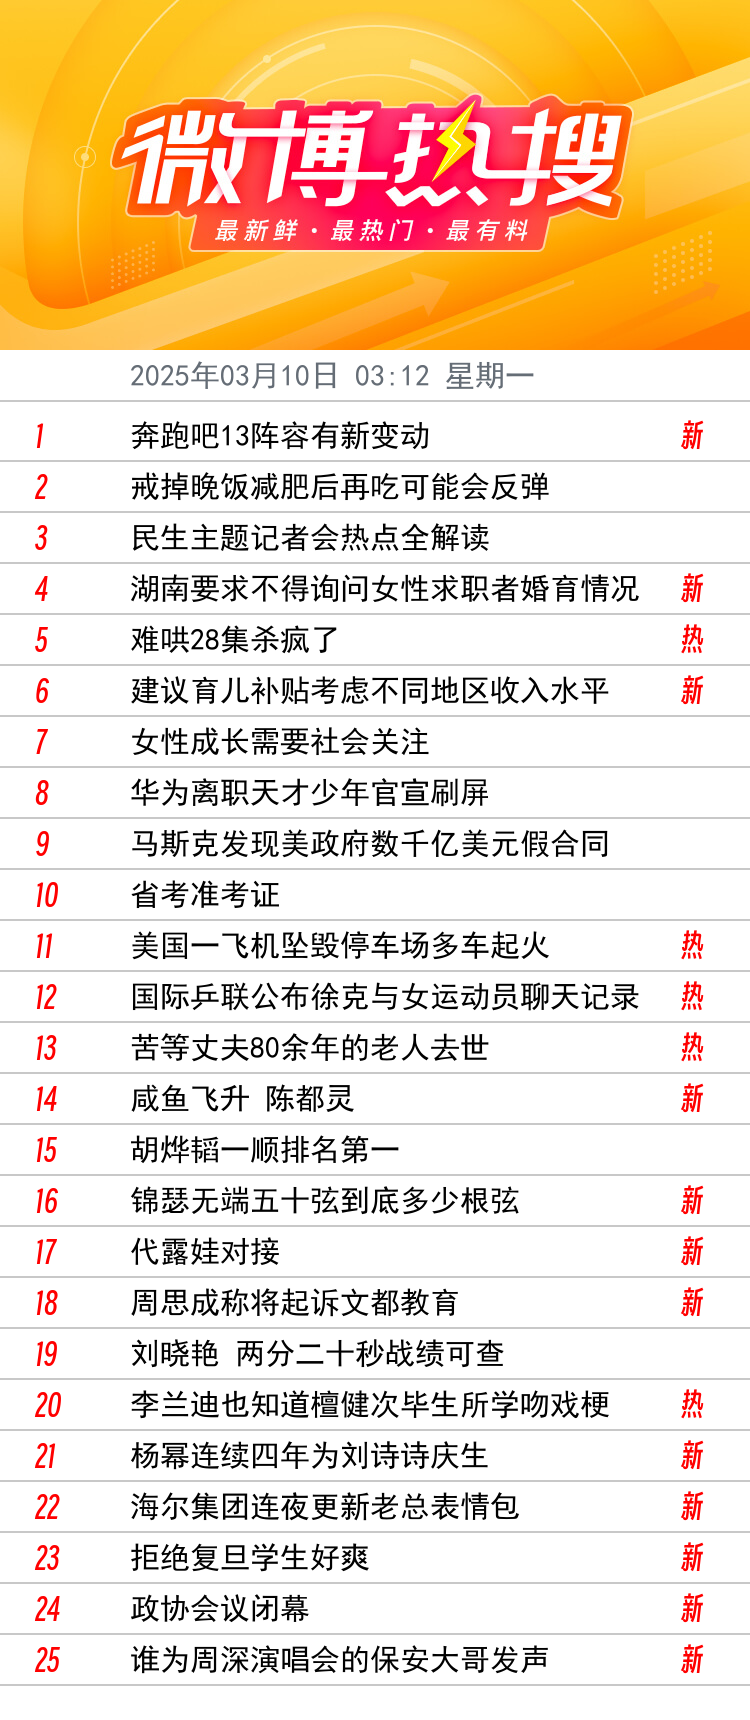 微博热搜
最新鲜·最热门·最有料
2025年03月10日 03:12 星期一
1 奔跑吧13阵容有新变动 新
2 戒掉晚饭减肥后再吃可能会反弹
3 民生主题记者会热点全解读
4 湖南要求不得询问女性求职者婚育情况 新
5 难哄28集杀疯了 热
6 建议育儿补贴考虑不同地区收入水平 新
7 女性成长需要社会关注
8 华为离职天才少年官宣刷屏
9 马斯克发现美政府数千亿美元假合同
10 省考准考证
11 美国一飞机坠毁停车场多车起火 热
12 国际乒联公布徐克与女运动员聊天记录 热
13 苦等丈夫80余年的老人去世 热
14 咸鱼飞升 陈都灵 新
15 胡烨韬一顺排名第一
16 锦瑟无端五十弦到底多少根弦 新
17 代露娃对接 新
18 周思成称将起诉文都教育 新
19 刘晓艳 两分二十秒战绩可查
20 李兰迪也知道檀健次毕生所学吻戏梗 热
21 杨幂连续四年为刘诗诗庆生 新
22 海尔集团连夜更新老总表情包 新
23 拒绝复旦学生好爽 新
24 政协会议闭幕 新
25 谁为周深演唱会的保安大哥发声 新